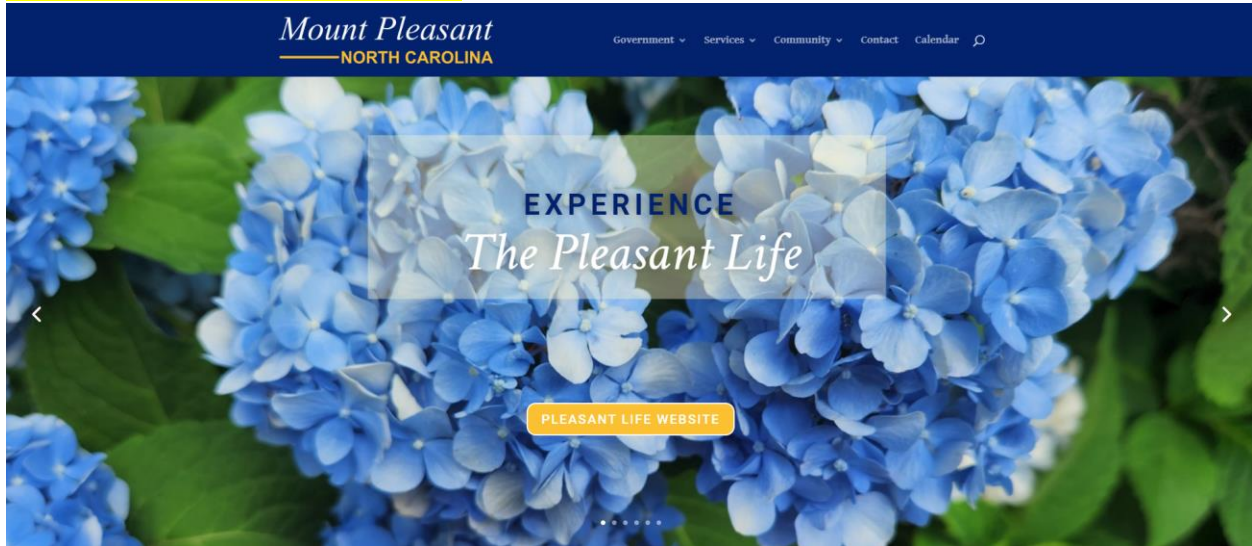 Mount Pleasant
NORTH CAROLINA
Government Services Community Contact Calendar
EXPERIENCE
The Pleasant Life
PLEASANT LIFE WEBSITE